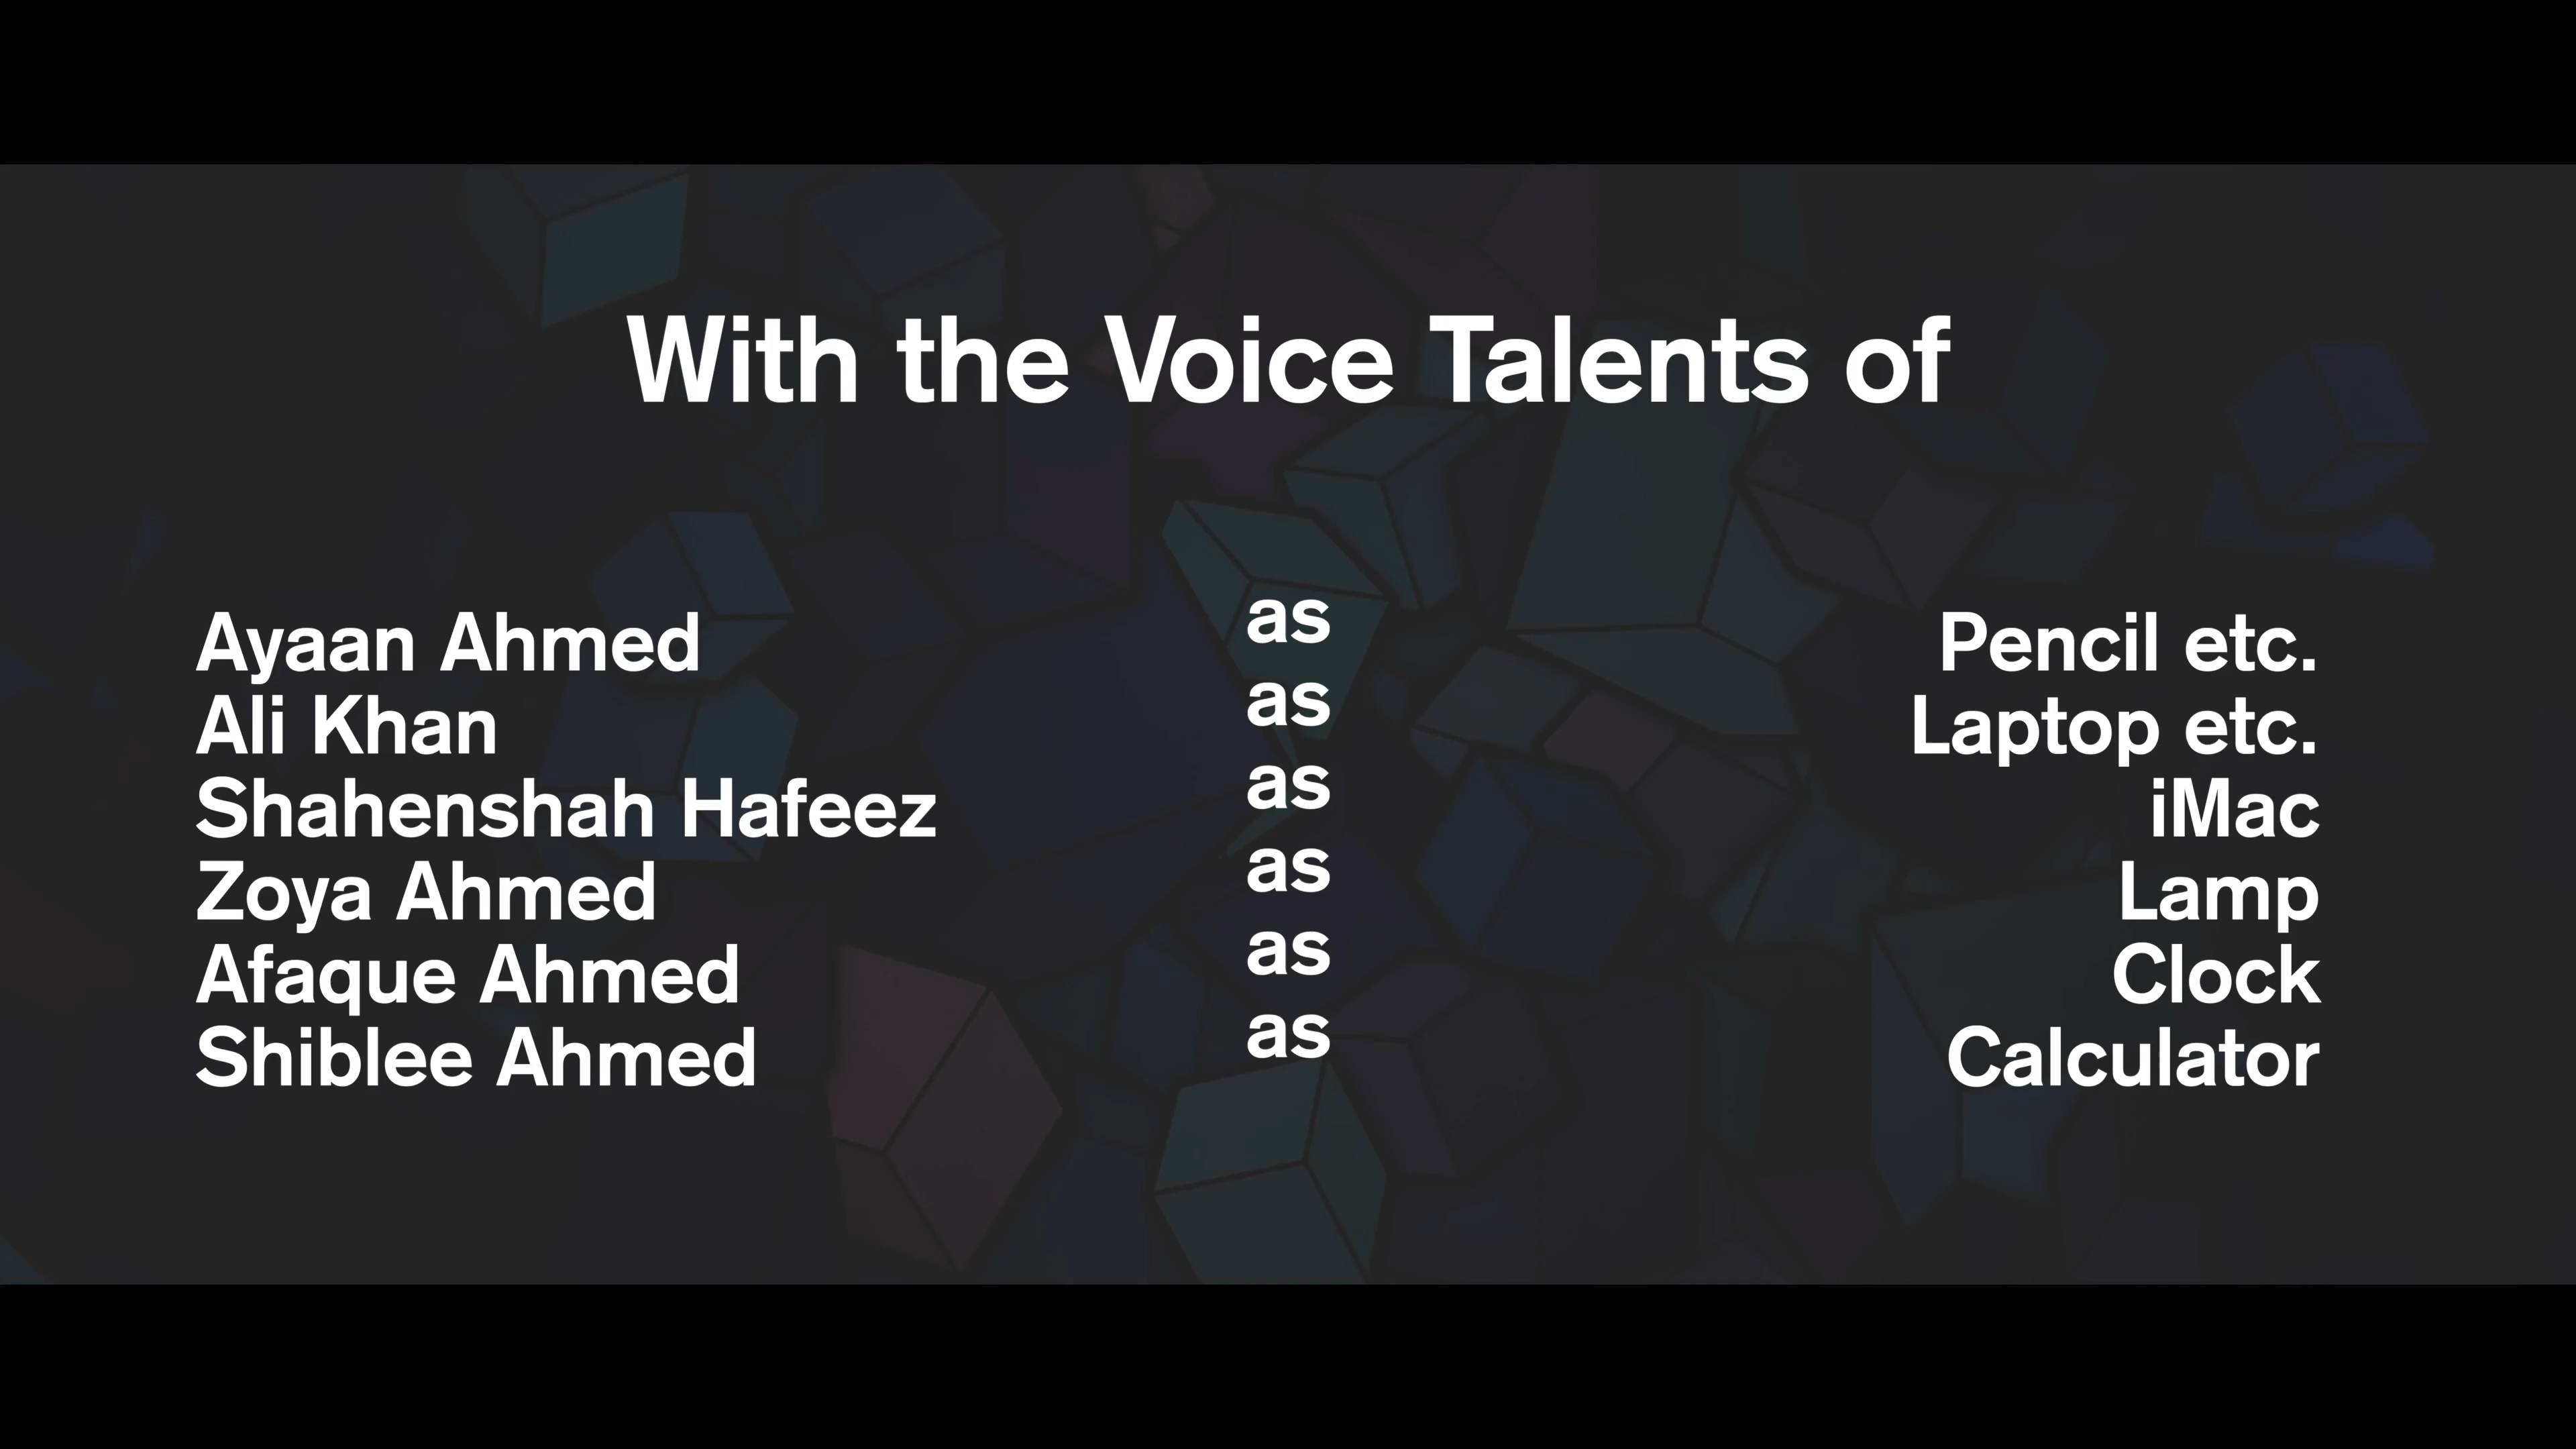 With the Voice Talents of
Ayaan Ahmed as Pencil etc.
Ali Khan as Laptop etc.
Shahenshah Hafeez as iMac
Zoya Ahmed as Lamp
Afaque Ahmed as Clock
Shiblee Ahmed as Calculator